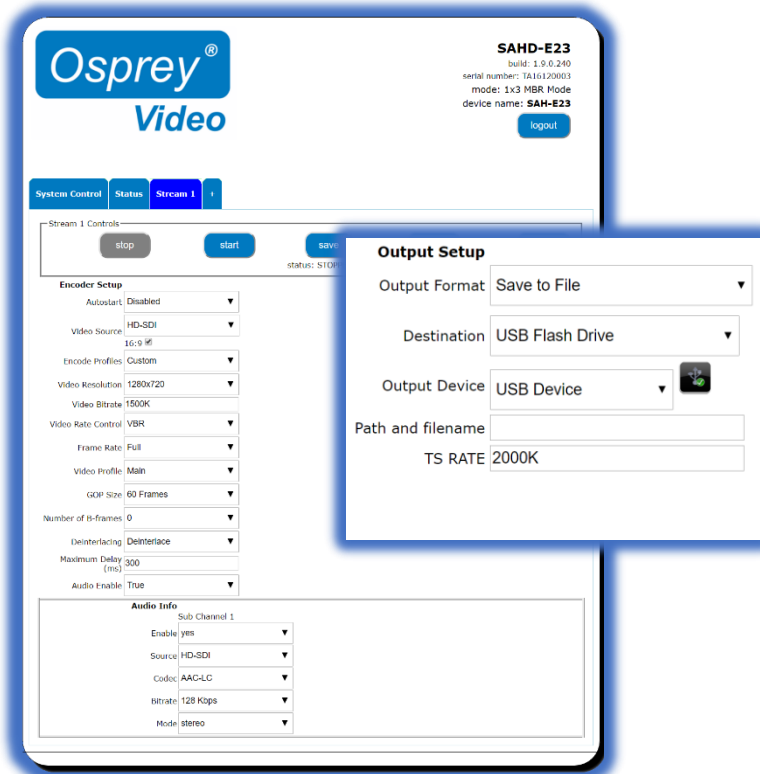 Osprey®
Video
SAHD-E23
build: 1.9.0.240
serial number: TA16120003
mode: 1x3 MBR Mode
device name: SAH-E23
logout
System Control Status Stream 1 +
Stream 1 Controls
stop start save
status: STOP
Encoder Setup
Autostart Disabled
Video Source HD-SDI
16:9
Encode Profiles Custom
Video Resolution 1280x720
Video Bitrate 1500K
Video Rate Control VBR
Frame Rate Full
Video Profile Main
GOP Size 60 Frames
Number of B-frames 0
Deinterlacing Deinterlace
Maximum Delay
(ms) 300
Audio Enable True
Audio Info
Sub Channel 1
Enable yes
Source HD-SDI
Codec AAC-LC
Bitrate 128 Kbps
Mode stereo
Output Setup
Output Format Save to File
Destination USB Flash Drive
Output Device USB Device
Path and filename
TS RATE 2000K